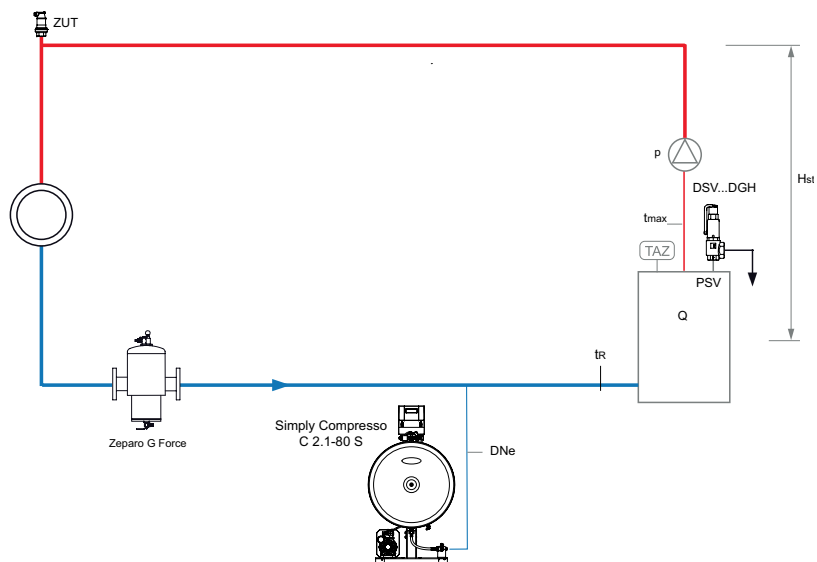 ZUT
p
Hst
DSV...DGH
tmax
TAZ
PSV
Q
tR
Simply Compresso
C 2.1-80 S
DNe
Zeparo G Force